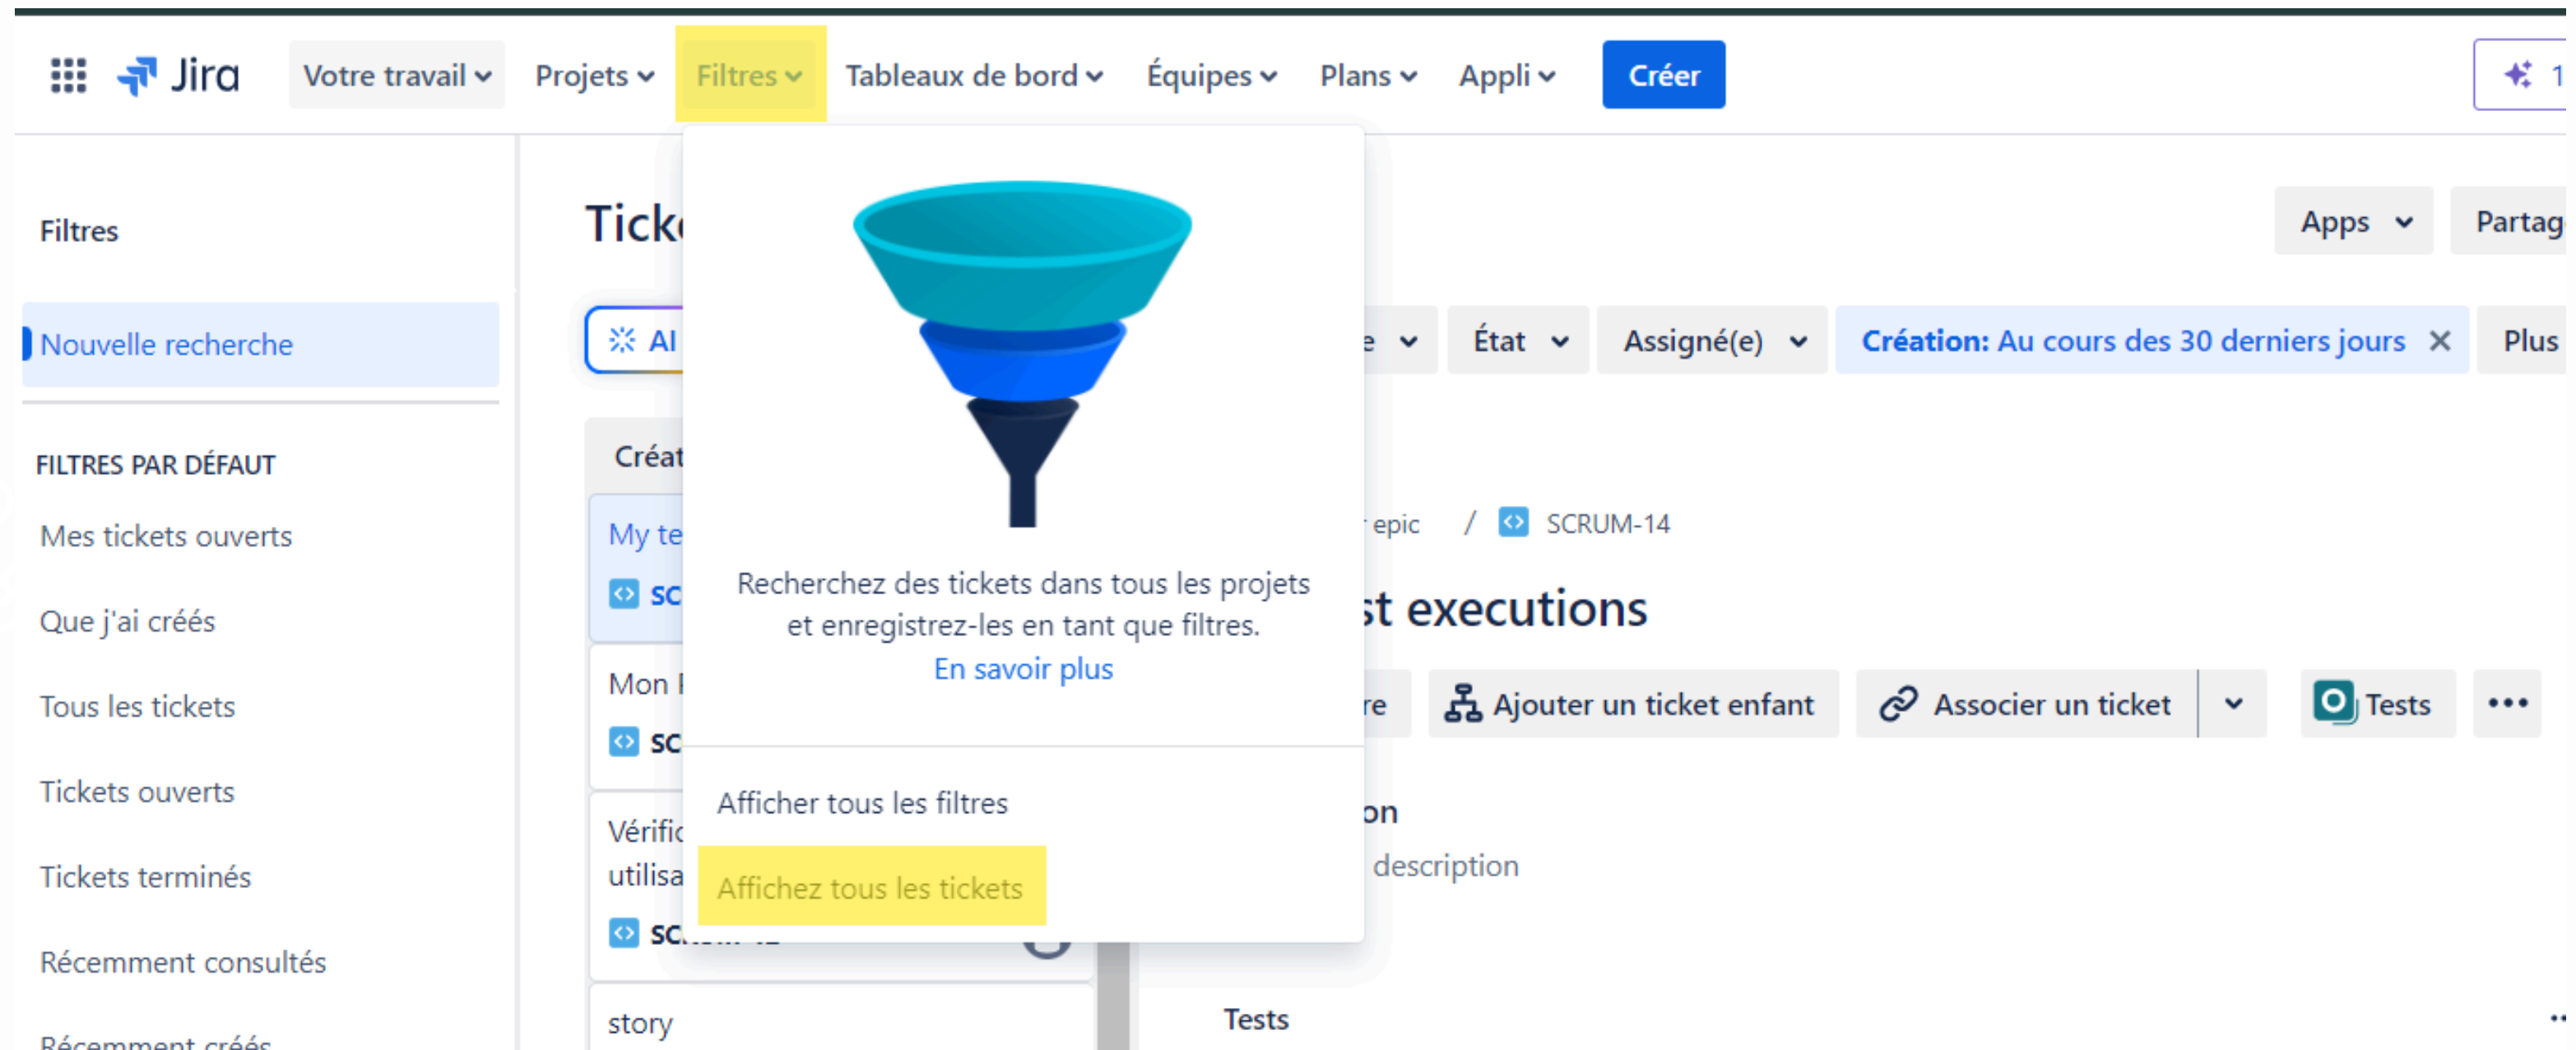 Jira Votre travail Projets Filtres Tableaux de bord Équipes Plans Appli Créer 1
Filtres
Nouvelle recherche
FILTRES PAR DÉFAUT
Mes tickets ouverts
Que j'ai créés
Tous les tickets
Tickets ouverts
Tickets terminés
Récemment consultés
Récemment créés
Recherchez des tickets dans tous les projets
et enregistrez-les en tant que filtres.
En savoir plus
Afficher tous les filtres
Affichez tous les tickets
Apps Partag
AI État Assigné(e) Création: Au cours des 30 derniers jours Plus
Créat
My te
SC
Mon
SC
Vérific
utilisa
story
epic / SCRUM-14
st executions
re Ajouter un ticket enfant Associer un ticket Tests
on
description
Tests